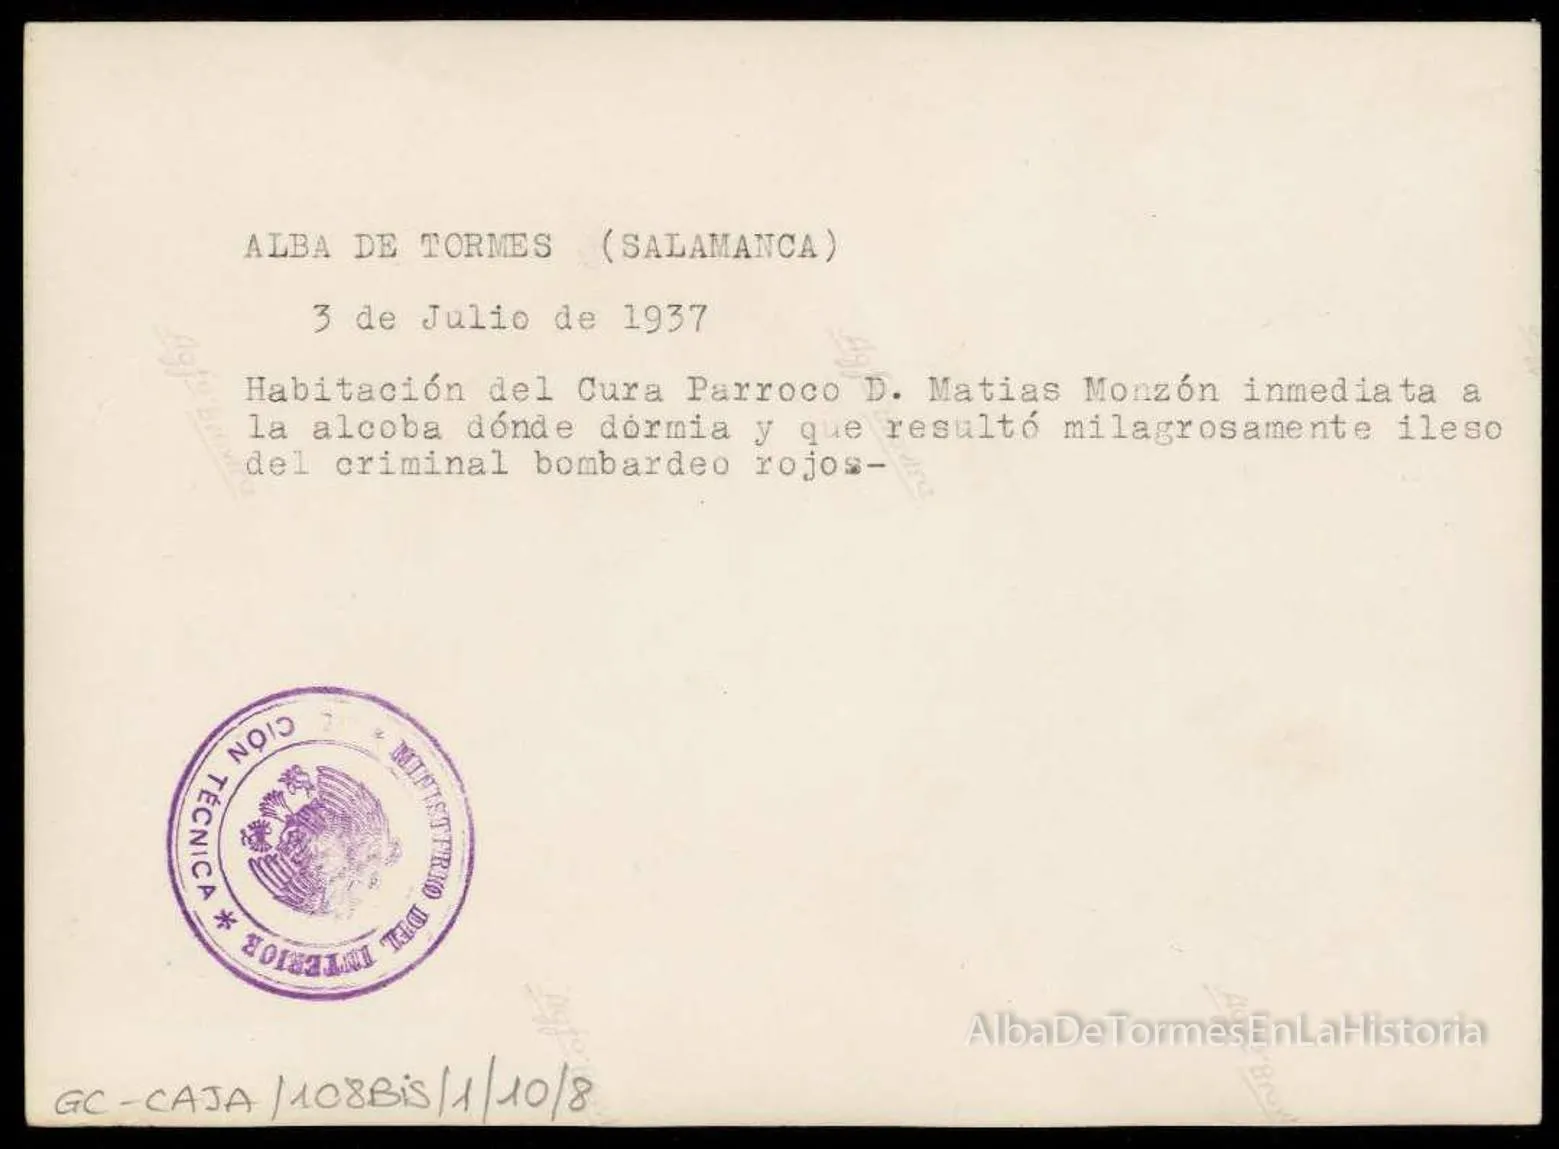 ALBA DE TORMES (SALAMANCA)
3 de Julio de 1937
Habitación del Cura Parroco D. Matias Monzón inmediata a
la alcoba dónde dórmia y que resultó milagrosamente ileso
del criminal bombardeo rojos-
MINISTERIO DEL INTERIOR
CIÓN TÉCNICA
AlbaDeTormesEnLaHistoria
GC-CAJA/108Bis/1/10/8